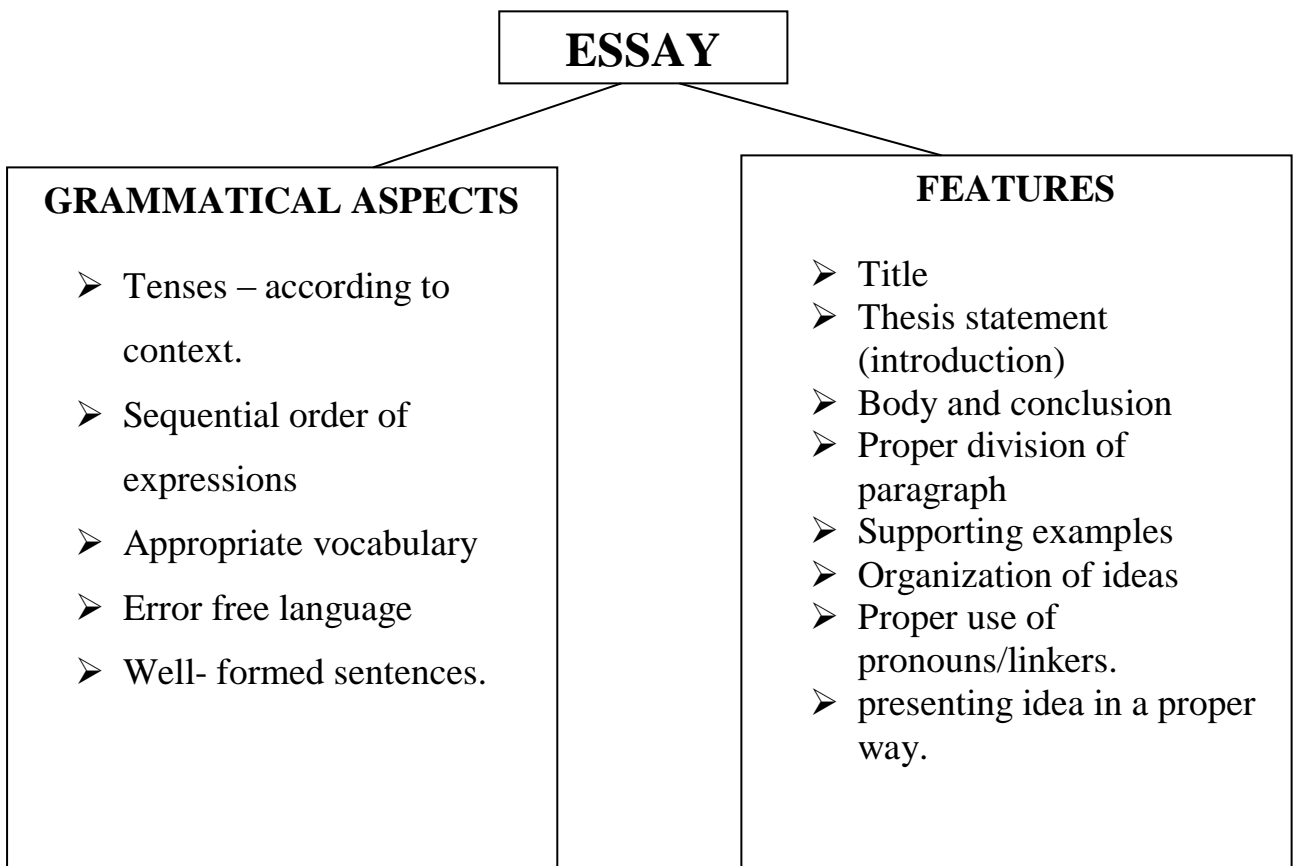 ESSAY
GRAMMATICAL ASPECTS
➢ Tenses – according to
context.
➢ Sequential order of
expressions
➢ Appropriate vocabulary
➢ Error free language
➢ Well- formed sentences.
FEATURES
➢ Title
➢ Thesis statement
(introduction)
➢ Body and conclusion
➢ Proper division of
paragraph
➢ Supporting examples
➢ Organization of ideas
➢ Proper use of
pronouns/linkers.
➢ presenting idea in a proper
way.